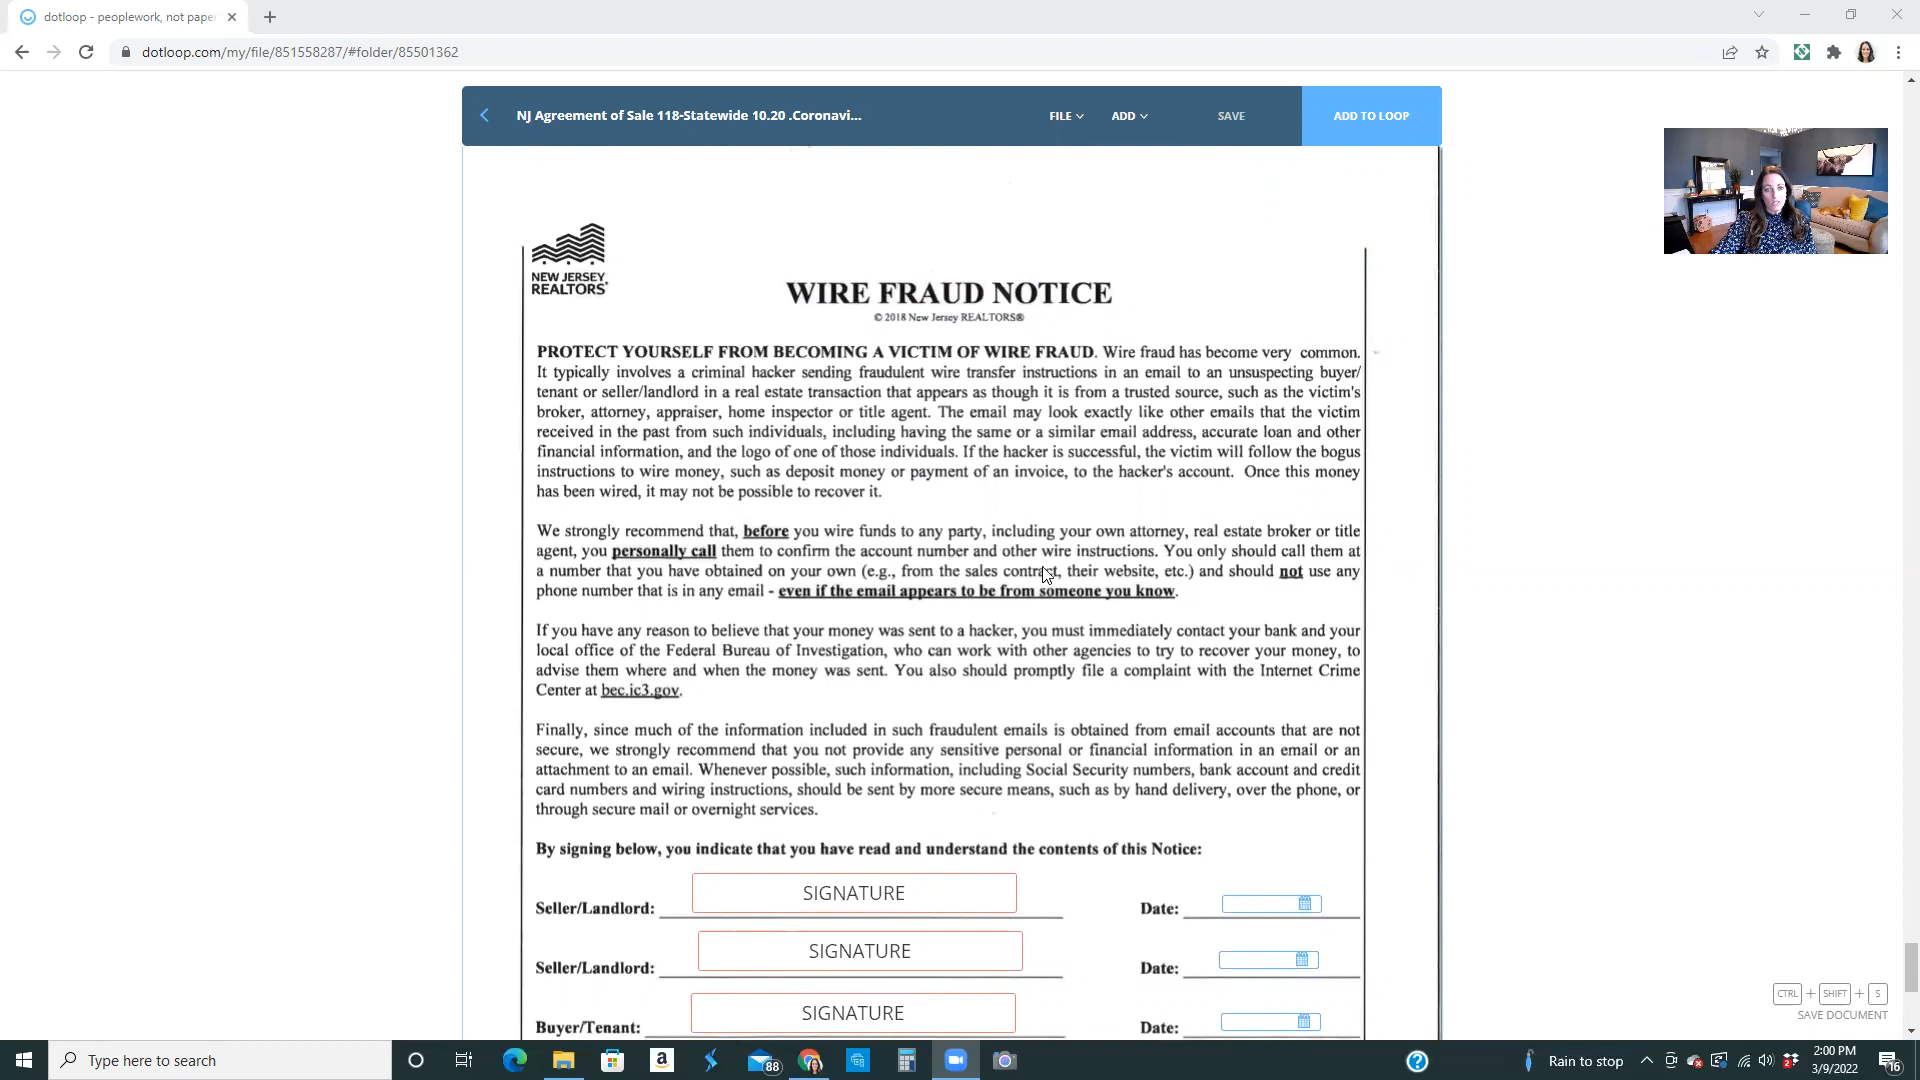 dotloop - peoplework, not pape
dotloop.com/my/file/851558287/#folder/85501362
NJ Agreement of Sale 118-Statewide 10.20 .Coronavi...
FILE
ADD
SAVE
ADD TO LOOP
NEW JERSEY
REALTORS®
WIRE FRAUD NOTICE
© 2018 New Jersey REALTORS®
PROTECT YOURSELF FROM BECOMING A VICTIM OF WIRE FRAUD. Wire fraud has become very common.
It typically involves a criminal hacker sending fraudulent wire transfer instructions in an email to an unsuspecting buyer/
tenant or seller/landlord in a real estate transaction that appears as though it is from a trusted source, such as the victim's
broker, attorney, appraiser, home inspector or title agent. The email may look exactly like other emails that the victim
received in the past from such individuals, including having the same or a similar email address, accurate loan and other
financial information, and the logo of one of those individuals. If the hacker is successful, the victim will follow the bogus
instructions to wire money, such as deposit money or payment of an invoice, to the hacker's account. Once this money
has been wired, it may not be possible to recover it.
We strongly recommend that, before you wire funds to any party, including your own attorney, real estate broker or title
agent, you personally call them to confirm the account number and other wire instructions. You only should call them at
a number that you have obtained on your own (e.g., from the sales contract, their website, etc.) and should not use any
phone number that is in any email - even if the email appears to be from someone you know.
If you have any reason to believe that your money was sent to a hacker, you must immediately contact your bank and your
local office of the Federal Bureau of Investigation, who can work with other agencies to try to recover your money, to
advise them where and when the money was sent. You also should promptly file a complaint with the Internet Crime
Center at bec.ic3.gov.
Finally, since much of the information included in such fraudulent emails is obtained from email accounts that are not
secure, we strongly recommend that you not provide any sensitive personal or financial information in an email or an
attachment to an email. Whenever possible, such information, including Social Security numbers, bank account and credit
card numbers and wiring instructions, should be sent by more secure means, such as by hand delivery, over the phone, or
through secure mail or overnight services.
By signing below, you indicate that you have read and understand the contents of this Notice:
Seller/Landlord: SIGNATURE Date:
Seller/Landlord: SIGNATURE Date:
Buyer/Tenant: SIGNATURE Date:
CTRL + SHIFT + S
SAVE DOCUMENT
Type here to search
88
Rain to stop
2
2:00 PM
3/9/2022
16